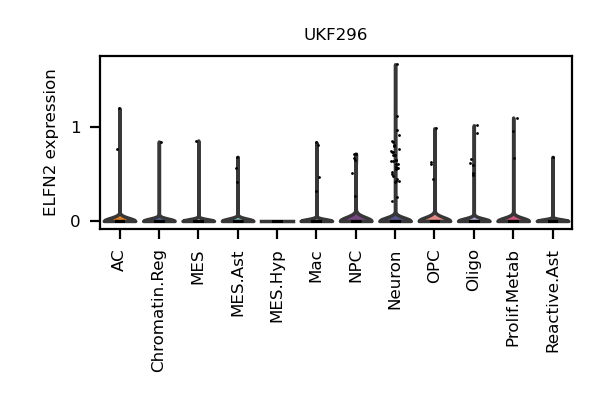 UKF296
ELFN2 expression
1
0
AC
Chromatin.Reg
MES
MES.Ast
MES.Hyp
Mac
NPC
Neuron
OPC
Oligo
Prolif.Metab
Reactive.Ast